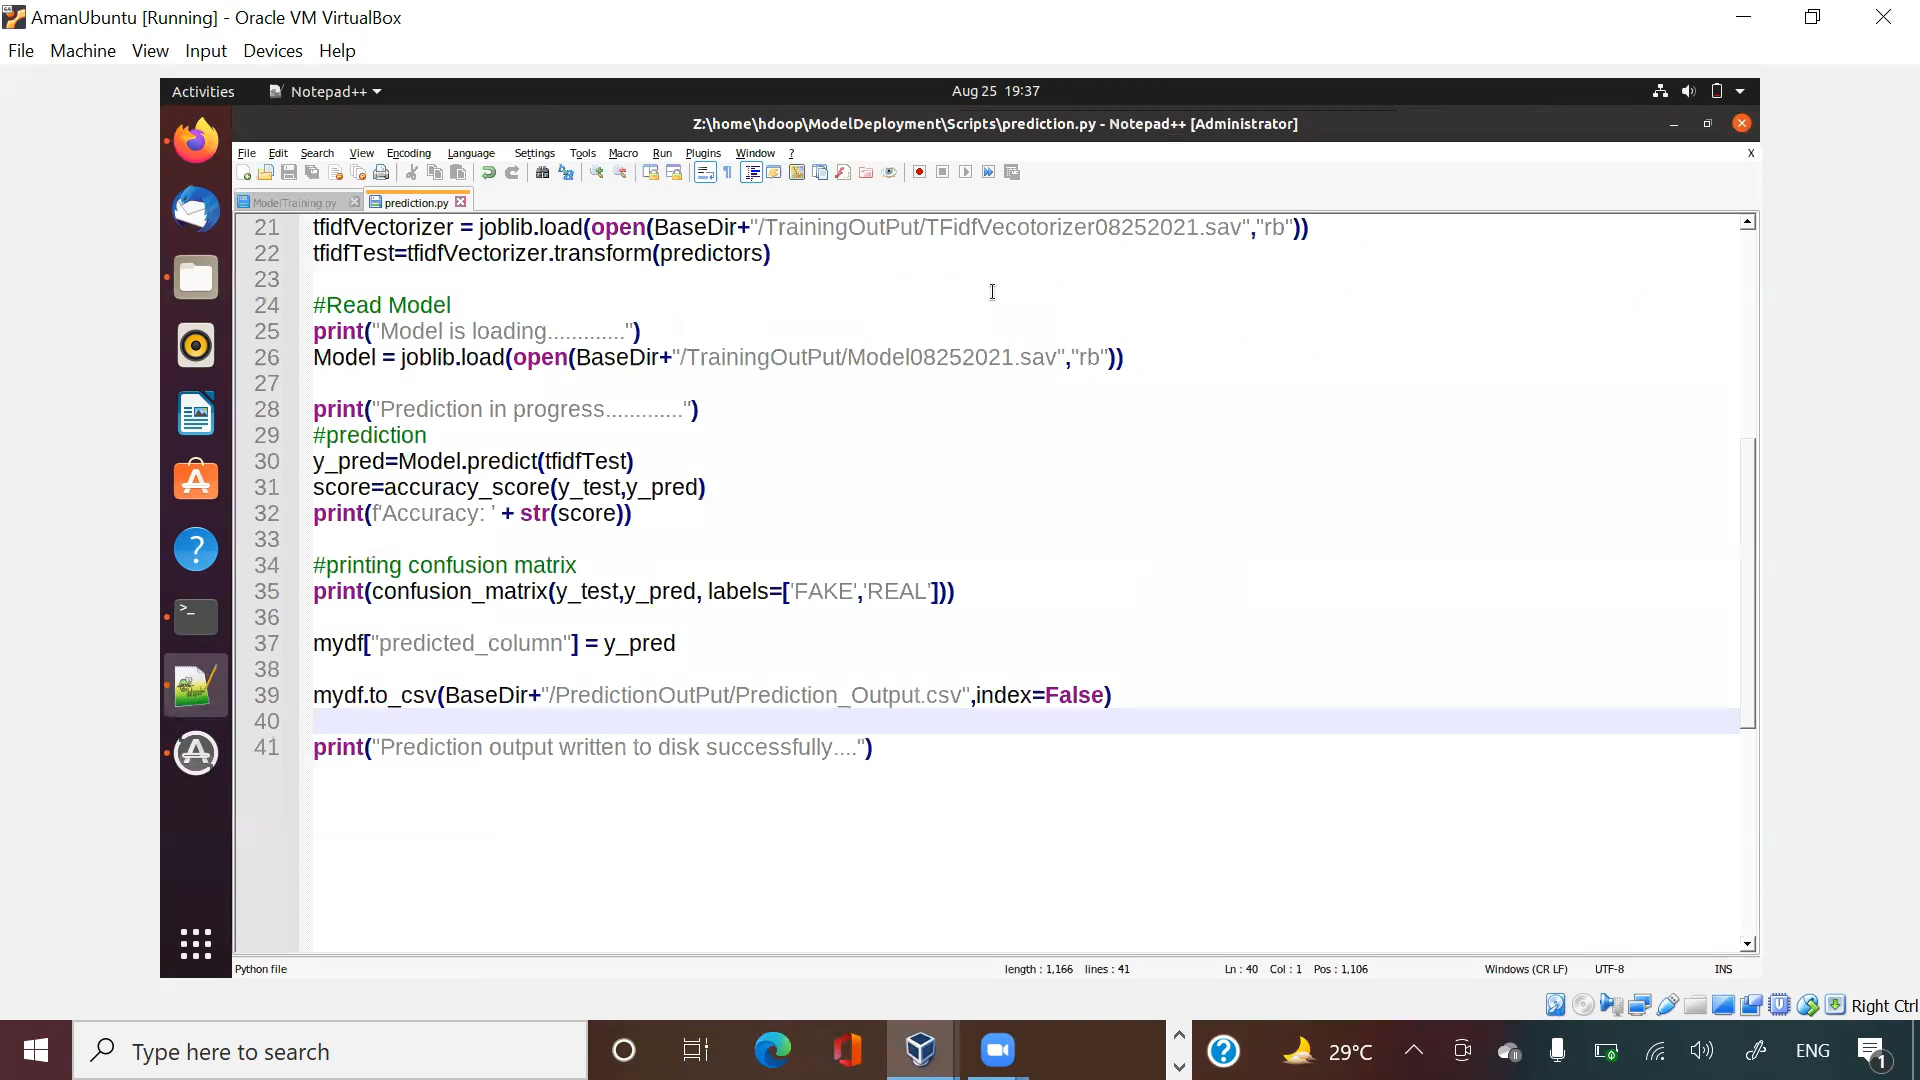 AmanUbuntu [Running] - Oracle VM VirtualBox
File Machine View Input Devices Help
Activities Notepad++ Aug 25 19:37
Z:\home\hdoop\ModelDeployment\Scripts\prediction.py - Notepad++ [Administrator]
File Edit Search View Encoding Language Settings Tools Macro Run Plugins Window ? X
ModelTraining.py prediction.py
21 tfidfVectorizer = joblib.load(open(BaseDir+"/TrainingOutPut/TFidfVecotorizer08252021.sav","rb"))
22 tfidfTest=tfidfVectorizer.transform(predictors)
23
24 #Read Model
25 print("Model is loading............")
26 Model = joblib.load(open(BaseDir+"/TrainingOutPut/Model08252021.sav","rb"))
27
28 print("Prediction in progress.............")
29 #prediction
30 y_pred=Model.predict(tfidfTest)
31 score=accuracy_score(y_test,y_pred)
32 print(f'Accuracy: ' + str(score))
33
34 #printing confusion matrix
35 print(confusion_matrix(y_test,y_pred, labels=['FAKE','REAL']))
36
37 mydf["predicted_column"] = y_pred
38
39 mydf.to_csv(BaseDir+"/PredictionOutPut/Prediction_Output.csv",index=False)
40
41 print("Prediction output written to disk successfully....")
Python file length : 1,166 lines : 41 Ln : 40 Col : 1 Pos : 1,106 Windows (CR LF) UTF-8 INS
Right Ctrl
Type here to search 29°C ENG 1